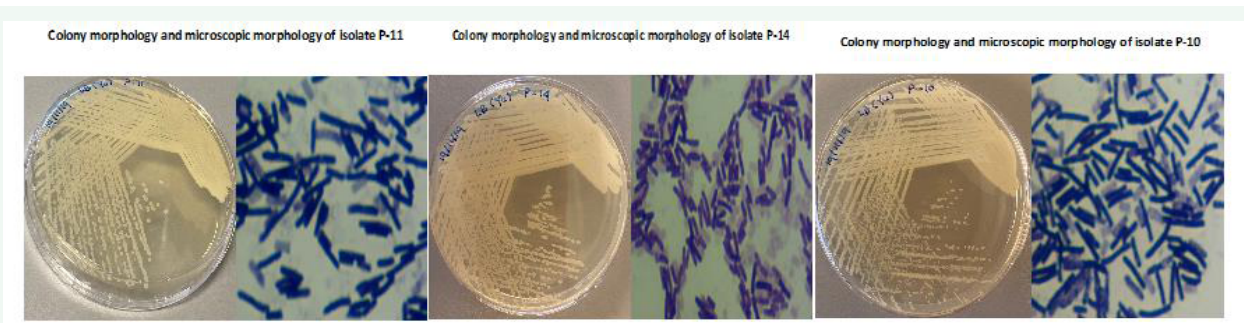 Colony morphology and microscopic morphology of isolate P-11
Colony morphology and microscopic morphology of isolate P-14
Colony morphology and microscopic morphology of isolate P-10
P-11
P-14
P-10